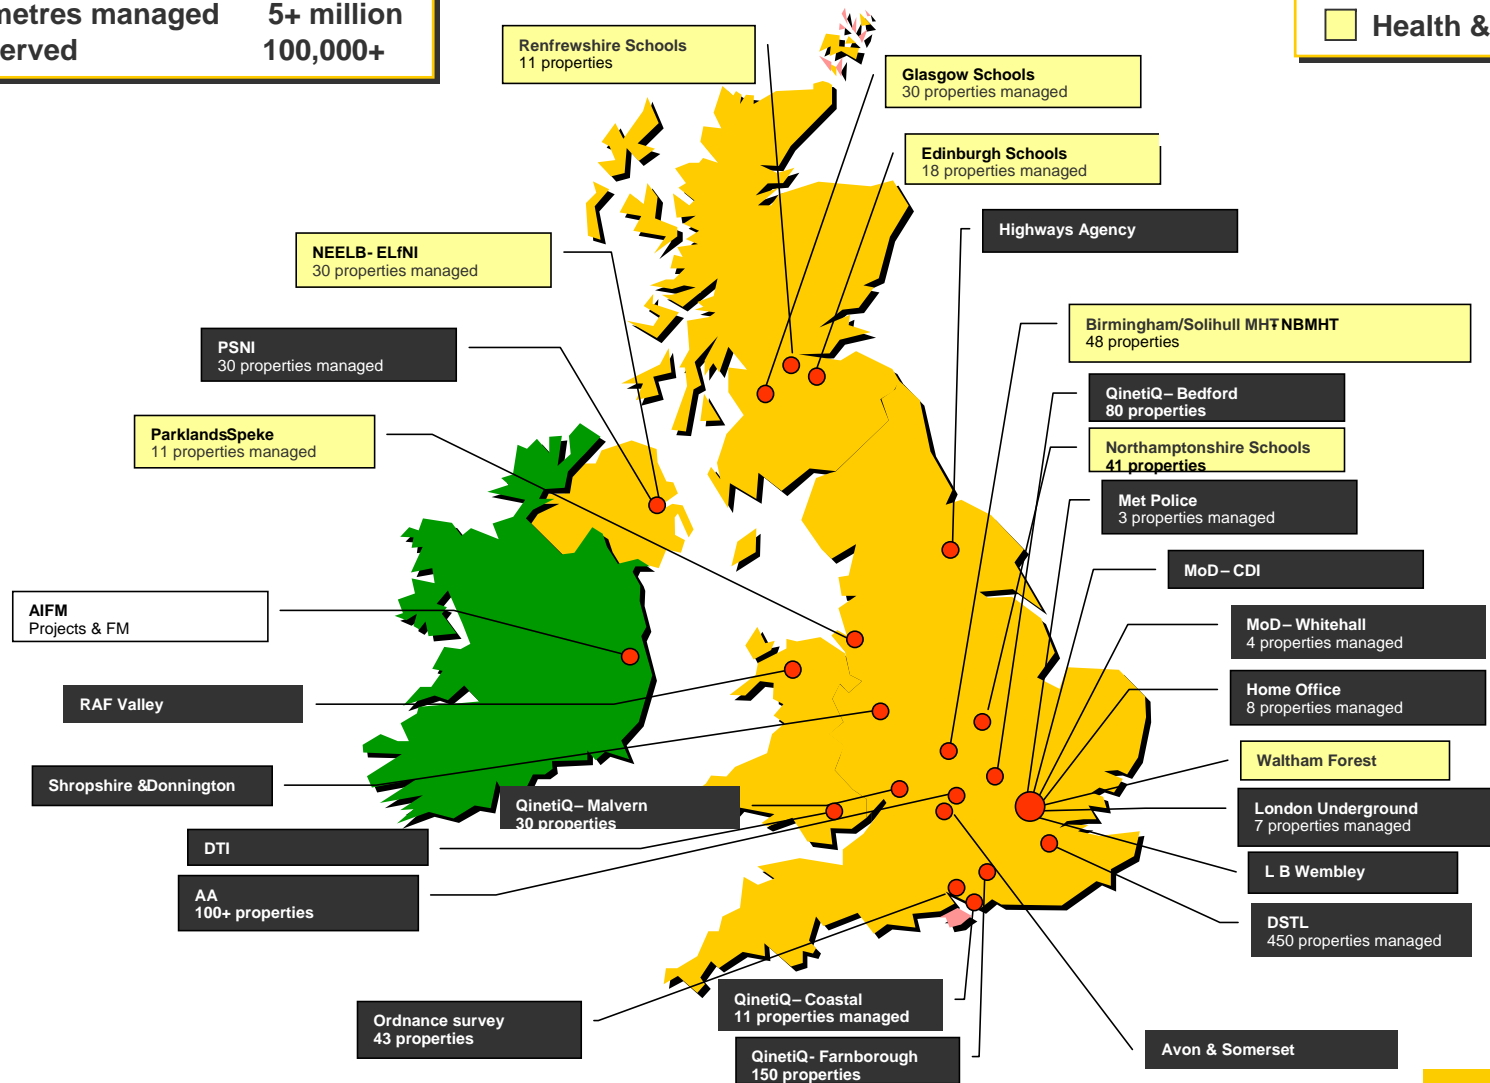 metres managed 5+ million
erved 100,000+
Health &
Renfrewshire Schools
11 properties
Glasgow Schools
30 properties managed
Edinburgh Schools
18 properties managed
Highways Agency
NEELB- ELfNI
30 properties managed
Birmingham/Solihull MHT NBMHT
48 properties
PSNI
30 properties managed
QinetiQ– Bedford
80 properties
ParklandsSpeke
11 properties managed
Northamptonshire Schools
41 properties
Met Police
3 properties managed
MoD– CDI
AIFM
Projects & FM
MoD– Whitehall
4 properties managed
RAF Valley
Home Office
8 properties managed
Waltham Forest
Shropshire &Donnington
QinetiQ– Malvern
30 properties
London Underground
7 properties managed
DTI
L B Wembley
AA
100+ properties
DSTL
450 properties managed
Ordnance survey
43 properties
QinetiQ– Coastal
11 properties managed
QinetiQ- Farnborough
150 properties
Avon & Somerset